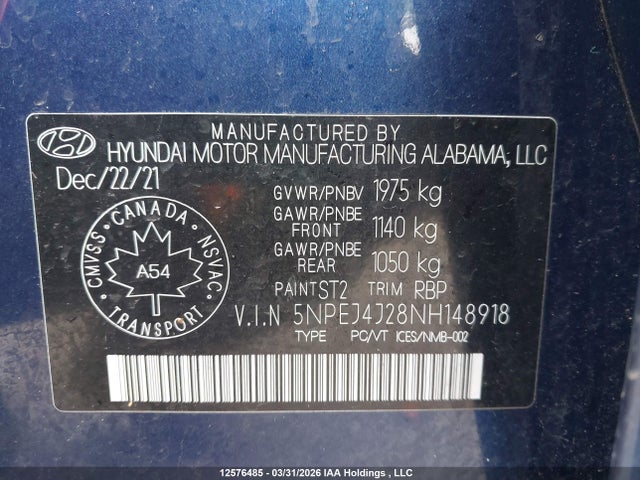 MANUFACTURED BY
HYUNDAI MOTOR MANUFACTURING ALABAMA, LLC
Dec/22/21
GVWR/PNBV 1975 kg
GAWR/PNBE
FRONT 1140 kg
GAWR/PNBE
REAR 1050 kg
PAINT ST2 TRIM RBP
CANADA
CMVSS
NSVAC
A54
TRANSPORT
V.I.N 5NPEJ4J28NH148918
TYPE PC/VT ICES/NMB-002
12576485 - 03/31/2026 IAA Holdings , LLC